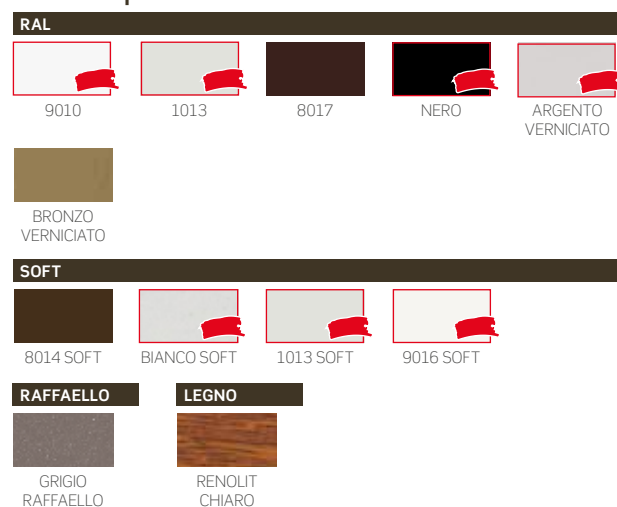 RAL
9010
1013
8017
NERO
ARGENTO
VERNICIATO
BRONZO
VERNICIATO
SOFT
8014 SOFT
BIANCO SOFT
1013 SOFT
9016 SOFT
RAFFAELLO
LEGNO
GRIGIO
RAFFAELLO
RENOLIT
CHIARO